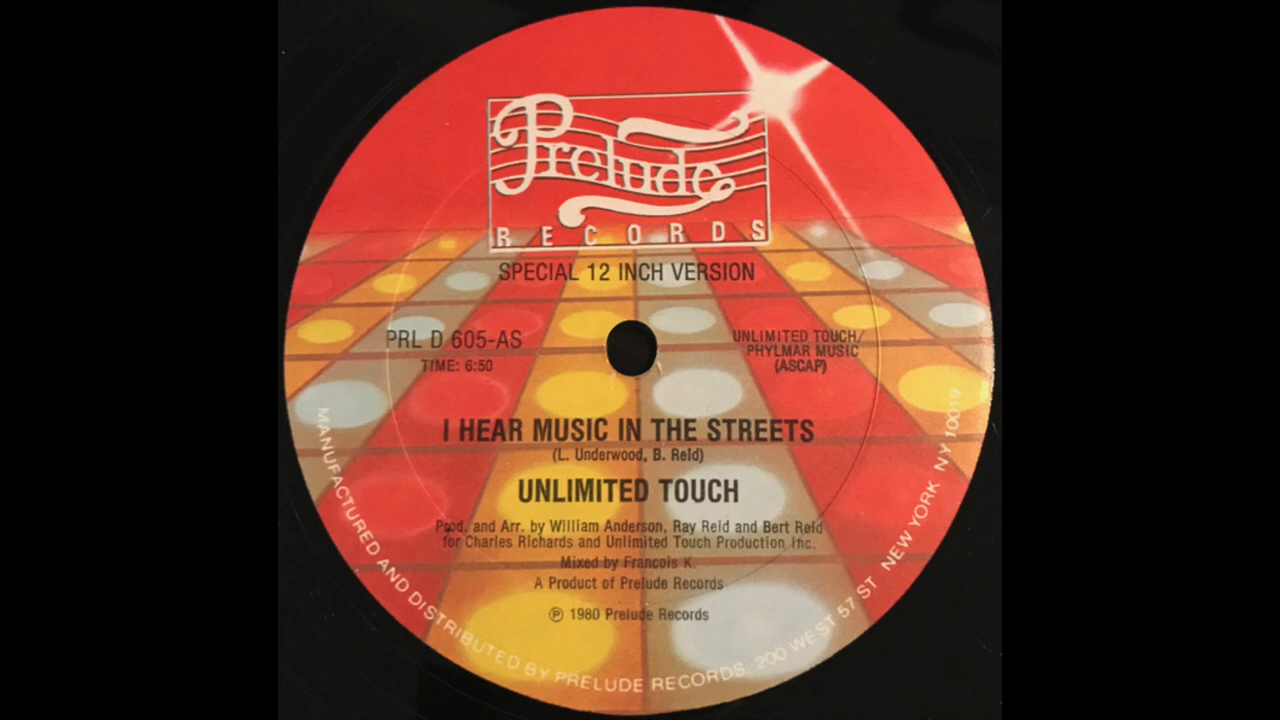 Prelude
RECORDS
SPECIAL 12 INCH VERSION
PRL D 605-AS
TIME: 6:50
UNLIMITED TOUCH/
PHYLMAR MUSIC
(ASCAP)
I HEAR MUSIC IN THE STREETS
(L. Underwood, B. Reid)
UNLIMITED TOUCH
Prod. and Arr. by William Anderson, Ray Reid and Bert Reid
for Charles Richards and Unlimited Touch Production Inc.
Mixed by Francois K.
A Product of Prelude Records
℗ 1980 Prelude Records
MANUFACTURED AND DISTRIBUTED BY PRELUDE RECORDS, 200 WEST 57 ST NEW YORK NY 10019